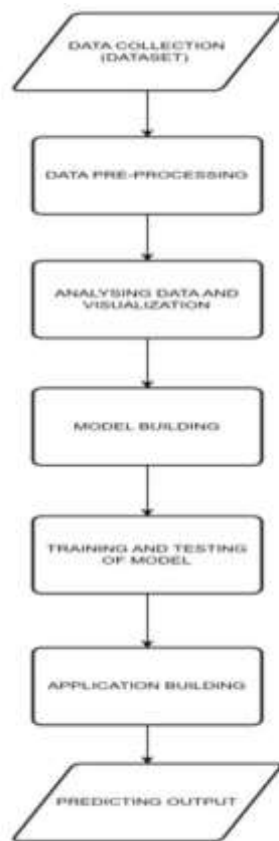 DATA COLLECTION
(DATASET)
DATA PRE-PROCESSING
ANALYSING DATA AND
VISUALIZATION
MODEL BUILDING
TRAINING AND TESTING
OF MODEL
APPLICATION BUILDING
PREDICTING OUTPUT